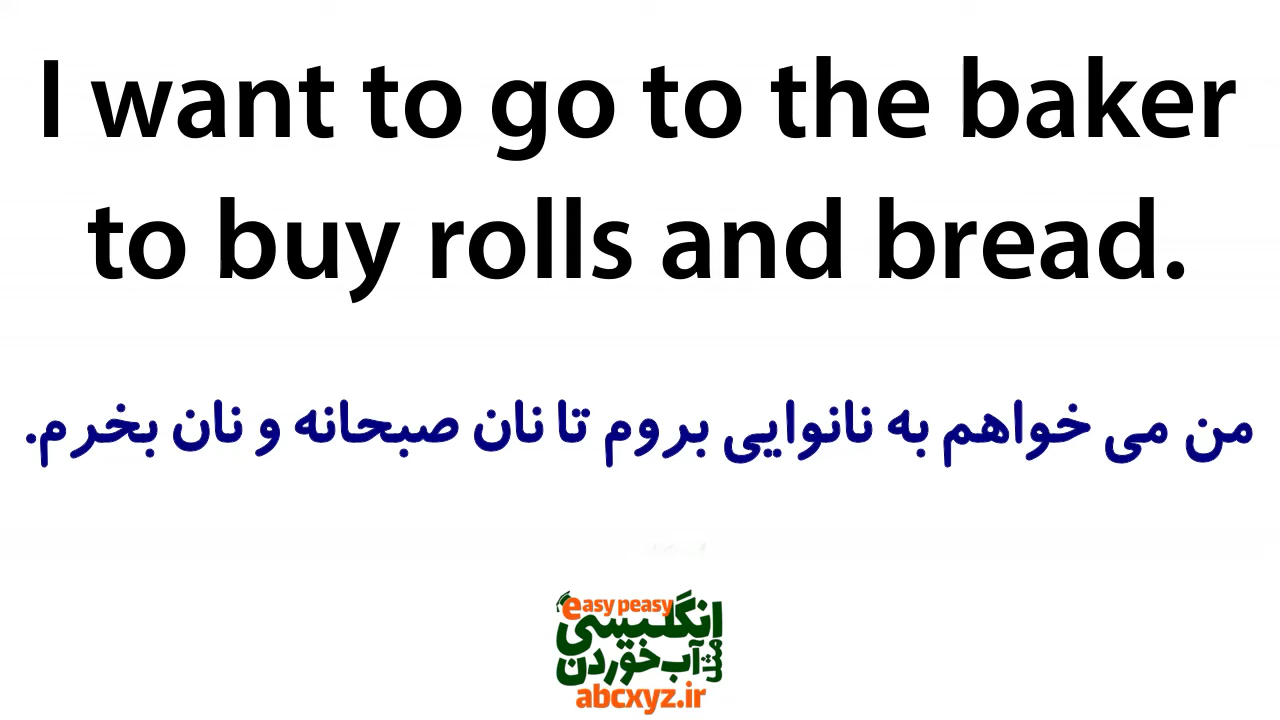 I want to go to the baker
to buy rolls and bread.
من می خواهم به نانوایی بروم تا نان صبحانه و نان بخرم.
easy peasy
انگلیسی
مثل آب خوردن
abcxyz.ir